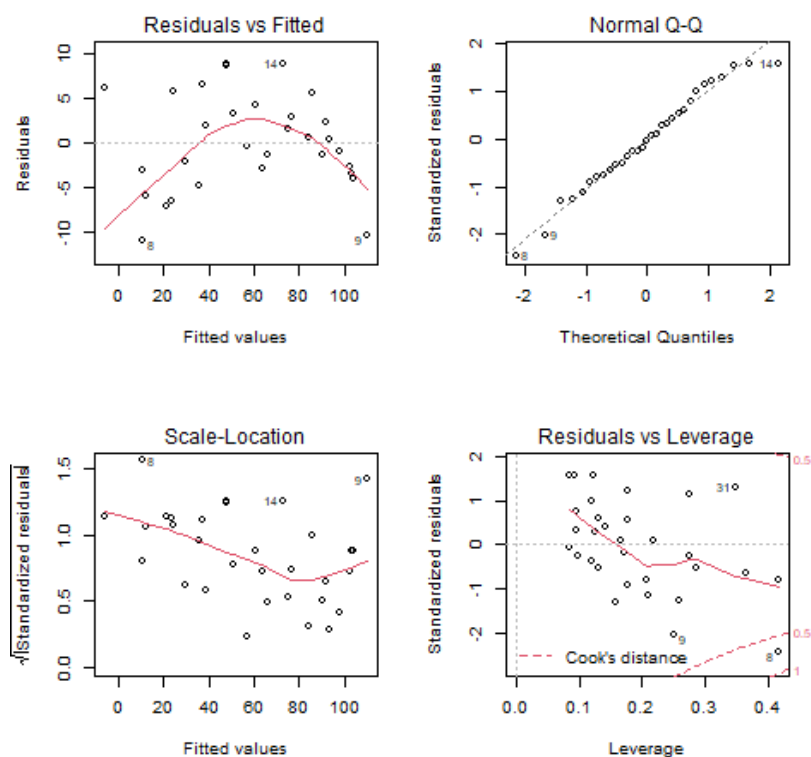 Residuals vs Fitted
Residuals
10
5
0
-5
-10
14
8
9
0 20 40 60 80 100
Fitted values
Normal Q-Q
Standardized residuals
2
1
0
-1
-2
14
9
8
-2 -1 0 1 2
Theoretical Quantiles
Scale-Location
√|Standardized residuals|
1.5
1.0
0.5
0.0
8
14
9
0 20 40 60 80 100
Fitted values
Residuals vs Leverage
Standardized residuals
2
1
0
-1
-2
0.5
31
0.5
9
8
1
Cook's distance
0.0 0.1 0.2 0.3 0.4
Leverage